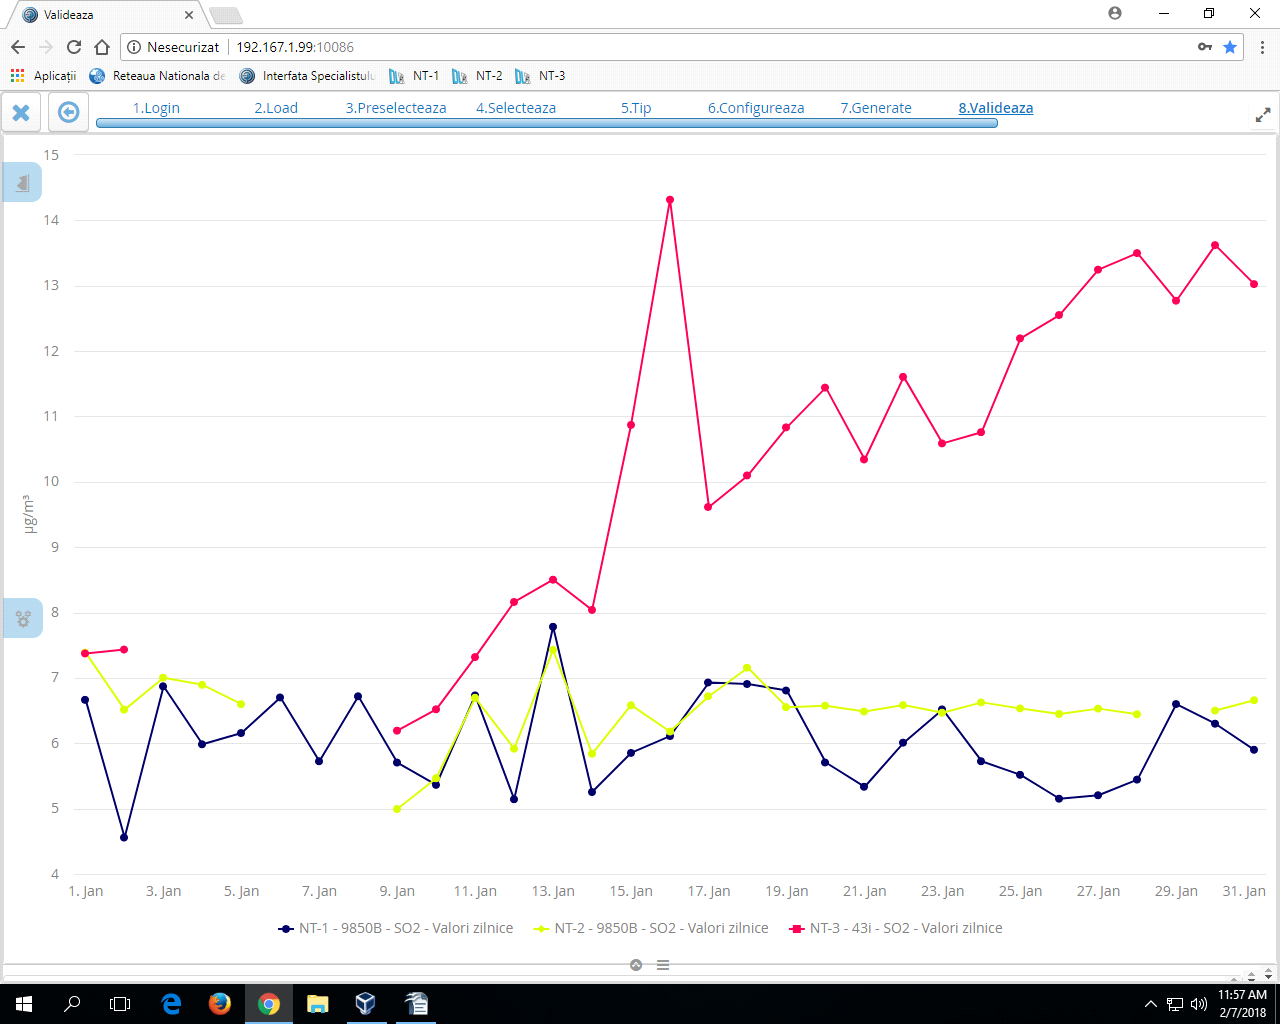 Valideaza
Nesecurizat 192.167.1.99:10086
Aplicații Reteaua Nationala de Interfata Specialistulu NT-1 NT-2 NT-3
1.Login 2.Load 3.Preselecteaza 4.Selecteaza 5.Tip 6.Configureaza 7.Generate 8.Valideaza
15
14
13
12
11
10
9
8
7
6
5
4
µg/m³
1. Jan 3. Jan 5. Jan 7. Jan 9. Jan 11. Jan 13. Jan 15. Jan 17. Jan 19. Jan 21. Jan 23. Jan 25. Jan 27. Jan 29. Jan 31. Jan
NT-1 - 9850B - SO2 - Valori zilnice NT-2 - 9850B - SO2 - Valori zilnice NT-3 - 43i - SO2 - Valori zilnice
11:57 AM
2/7/2018